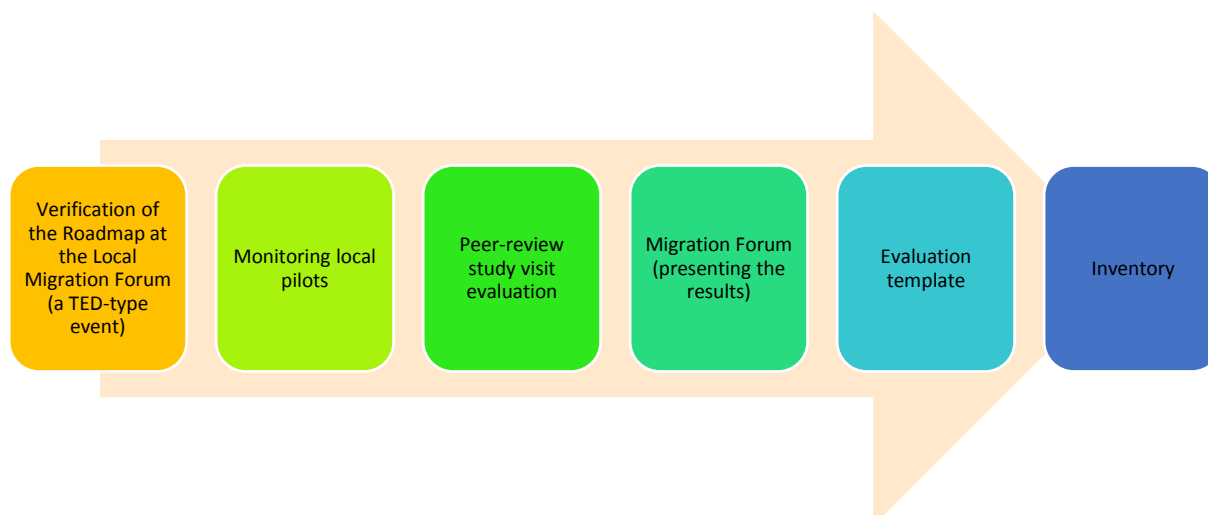 Verification of
the Roadmap at
the Local
Migration Forum
(a TED-type
event)
Monitoring local
pilots
Peer-review
study visit
evaluation
Migration Forum
(presenting the
results)
Evaluation
template
Inventory